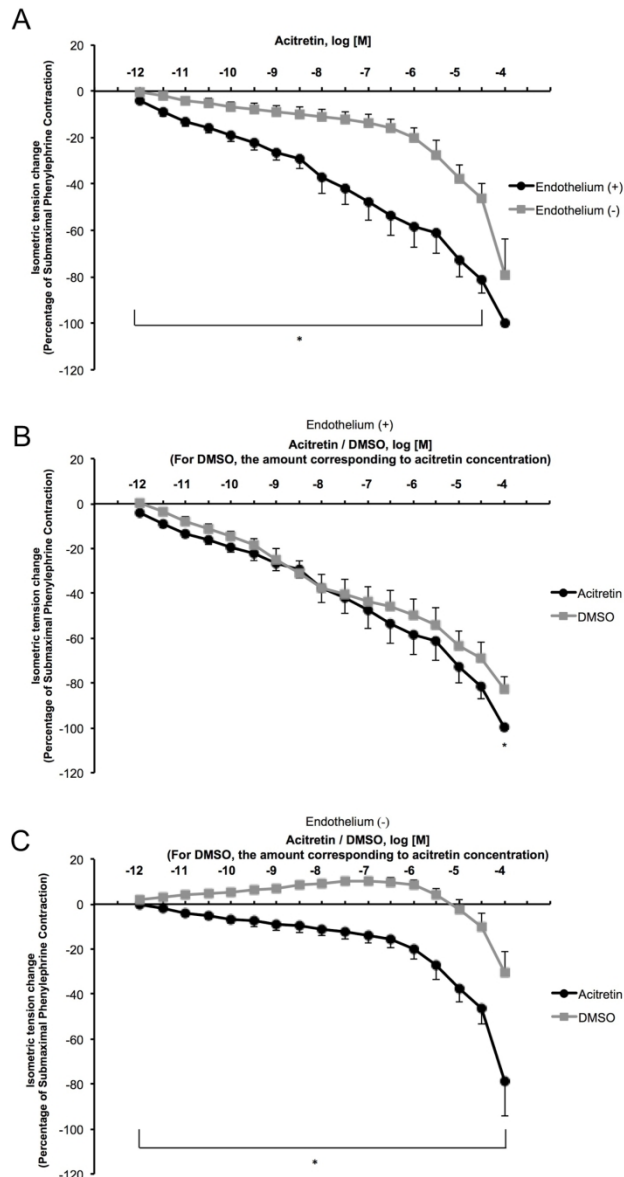 A
Acitretin, log [M]
-12 -11 -10 -9 -8 -7 -6 -5 -4
20
0
-20
-40
-60
-80
-100
-120
Isometric tension change
(Percentage of Submaximal Phenylephrine Contraction)
Endothelium (+)
Endothelium (-)
*
Endothelium (+)
B
Acitretin / DMSO, log [M]
(For DMSO, the amount corresponding to acitretin concentration)
-12 -11 -10 -9 -8 -7 -6 -5 -4
20
0
-20
-40
-60
-80
-100
-120
Isometric tension change
(Percentage of Submaximal Phenylephrine Contraction)
Acitretin
DMSO
*
Endothelium (-)
C
Acitretin / DMSO, log [M]
(For DMSO, the amount corresponding to acitretin concentration)
-12 -11 -10 -9 -8 -7 -6 -5 -4
20
0
-20
-40
-60
-80
-100
-120
Isometric tension change
(Percentage of Submaximal Phenylephrine Contraction)
Acitretin
DMSO
*